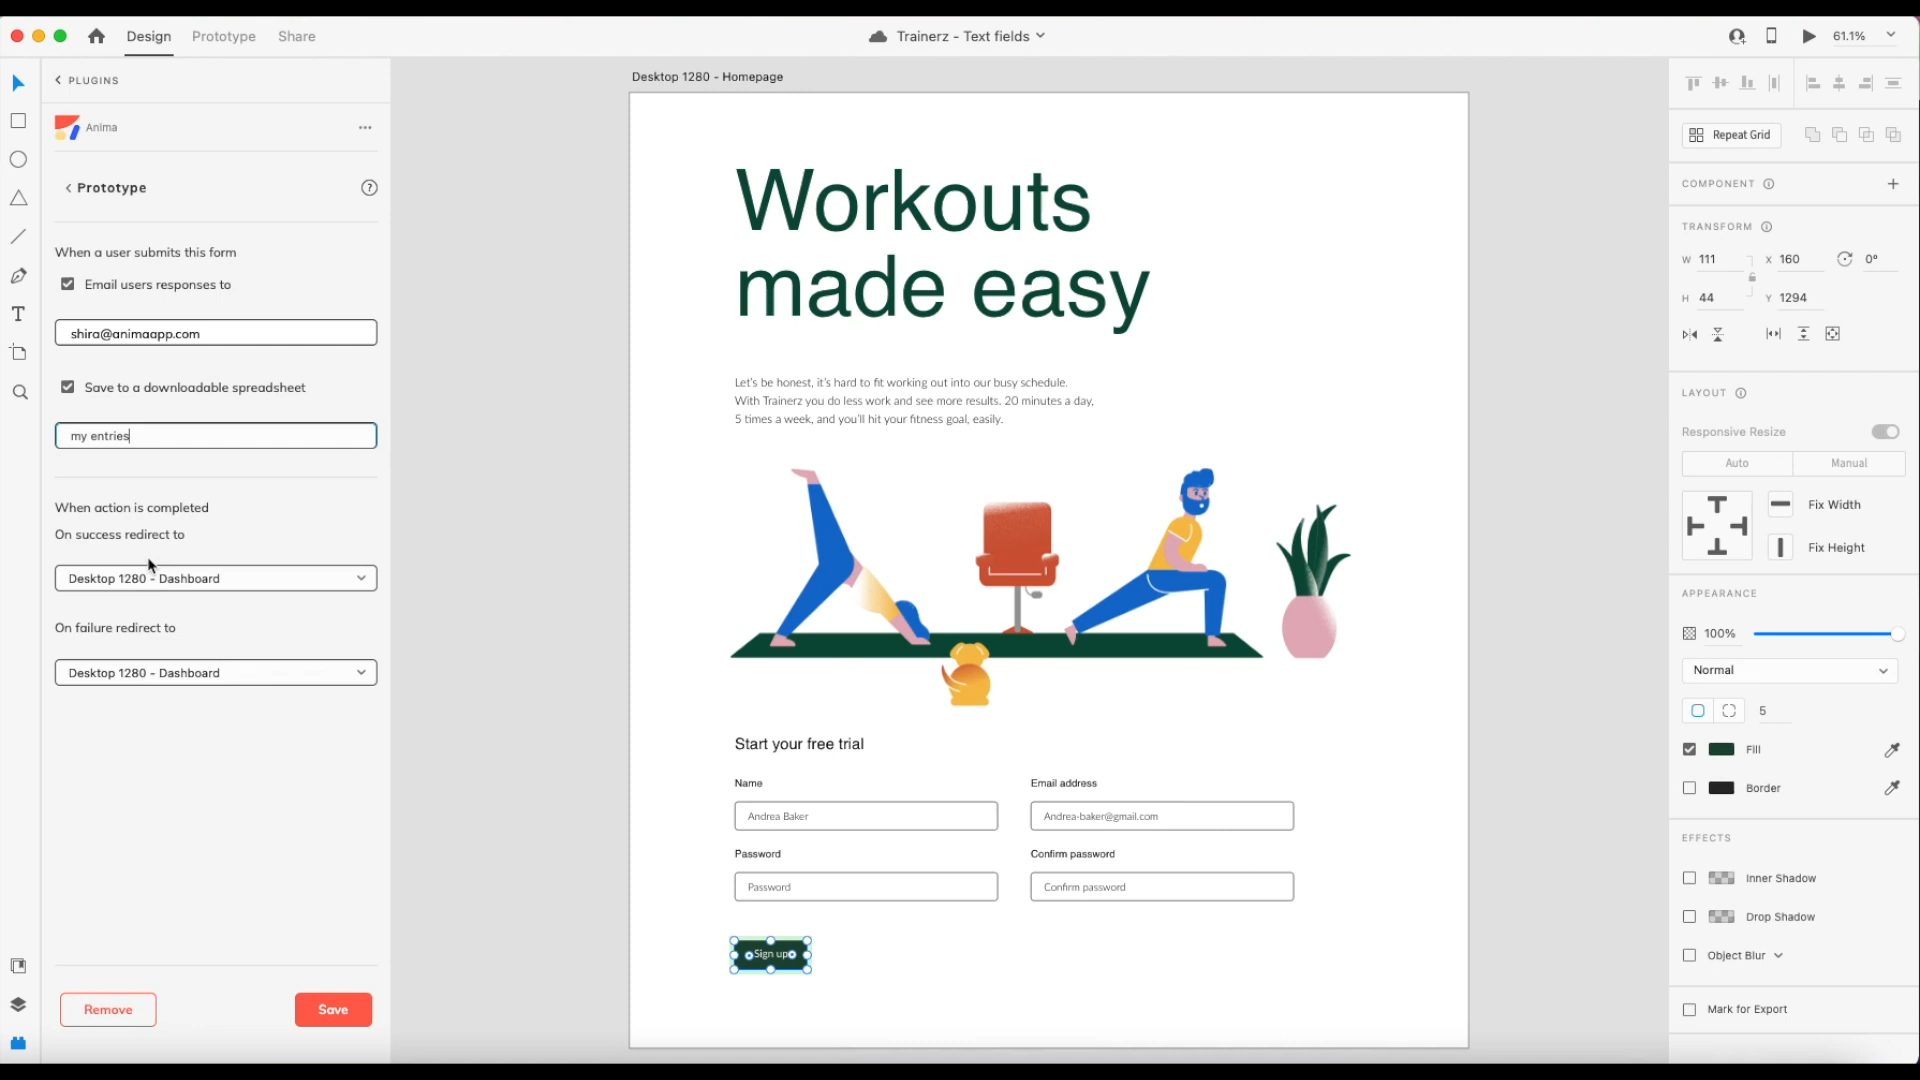 Design
Prototype
Share
Trainerz - Text fields
61.1%
PLUGINS
Anima
Prototype
?
When a user submits this form
Email users responses to
shira@animaapp.com
Save to a downloadable spreadsheet
my entries
When action is completed
On success redirect to
Desktop 1280 - Dashboard
On failure redirect to
Desktop 1280 - Dashboard
Remove
Save
Desktop 1280 - Homepage
Workouts
made easy
Let's be honest, it's hard to fit working out into our busy schedule.
With Trainerz you do less work and see more results. 20 minutes a day,
5 times a week, and you'll hit your fitness goal, easily.
Start your free trial
Name
Email address
Andrea Baker
Andrea-baker@gmail.com
Password
Confirm password
Password
Confirm password
Sign up
Repeat Grid
COMPONENT
TRANSFORM
W 111
X 160
0°
H 44
Y 1294
LAYOUT
Responsive Resize
Auto
Manual
Fix Width
Fix Height
APPEARANCE
100%
Normal
5
Fill
Border
EFFECTS
Inner Shadow
Drop Shadow
Object Blur
Mark for Export